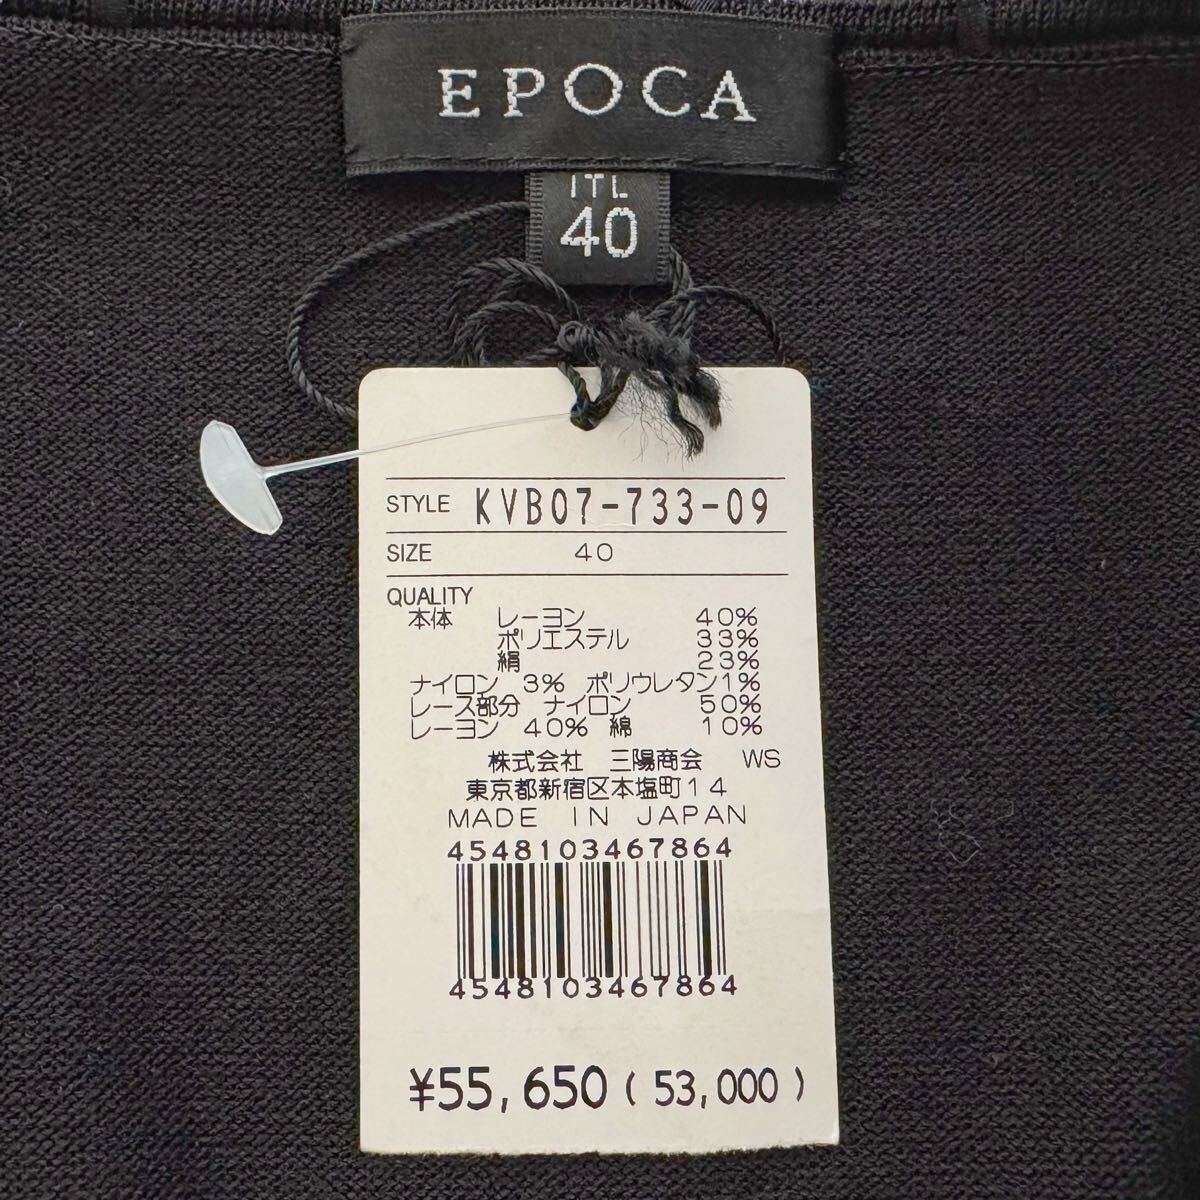 EPOCA
ITL
40
STYLE KVB07-733-09
SIZE 40
QUALITY
本体 レーヨン 40%
ポリエステル 33%
絹 23%
ナイロン 3% ポリウレタン1%
レース部分 ナイロン 50%
レーヨン 40% 綿 10%
株式会社 三陽商会 WS
東京都新宿区本塩町14
MADE IN JAPAN
4548103467864
4548103467864
¥55,650 ( 53,000 )